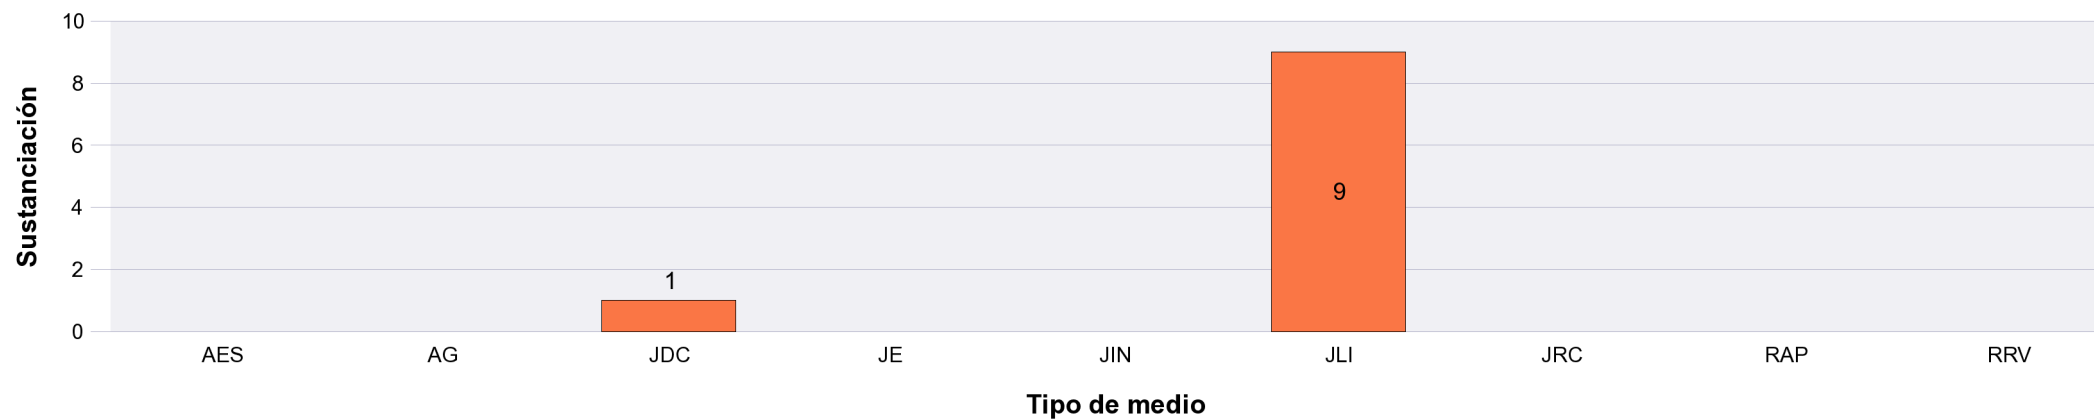 10
8
6
4
2
0
Sustanciación
1
9
AES AG JDC JE JIN JLI JRC RAP RRV
Tipo de medio